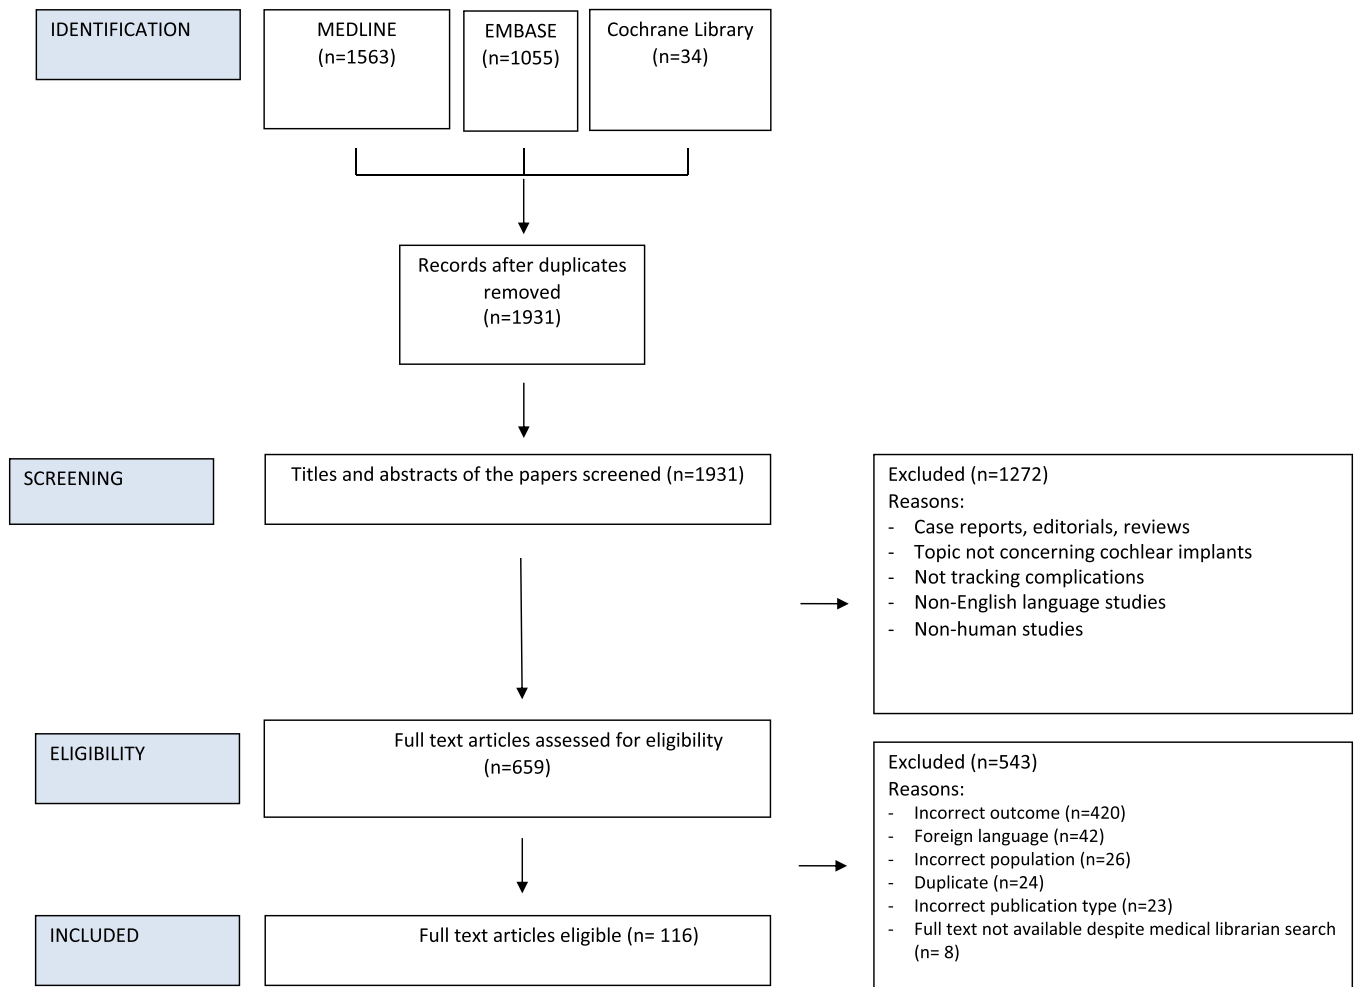 IDENTIFICATION
MEDLINE
(n=1563)
EMBASE
(n=1055)
Cochrane Library
(n=34)
Records after duplicates
removed
(n=1931)
SCREENING
Titles and abstracts of the papers screened (n=1931)
Excluded (n=1272)
Reasons:
- Case reports, editorials, reviews
- Topic not concerning cochlear implants
- Not tracking complications
- Non-English language studies
- Non-human studies
ELIGIBILITY
Full text articles assessed for eligibility
(n=659)
Excluded (n=543)
Reasons:
- Incorrect outcome (n=420)
- Foreign language (n=42)
- Incorrect population (n=26)
- Duplicate (n=24)
- Incorrect publication type (n=23)
- Full text not available despite medical librarian search
(n= 8)
INCLUDED
Full text articles eligible (n= 116)